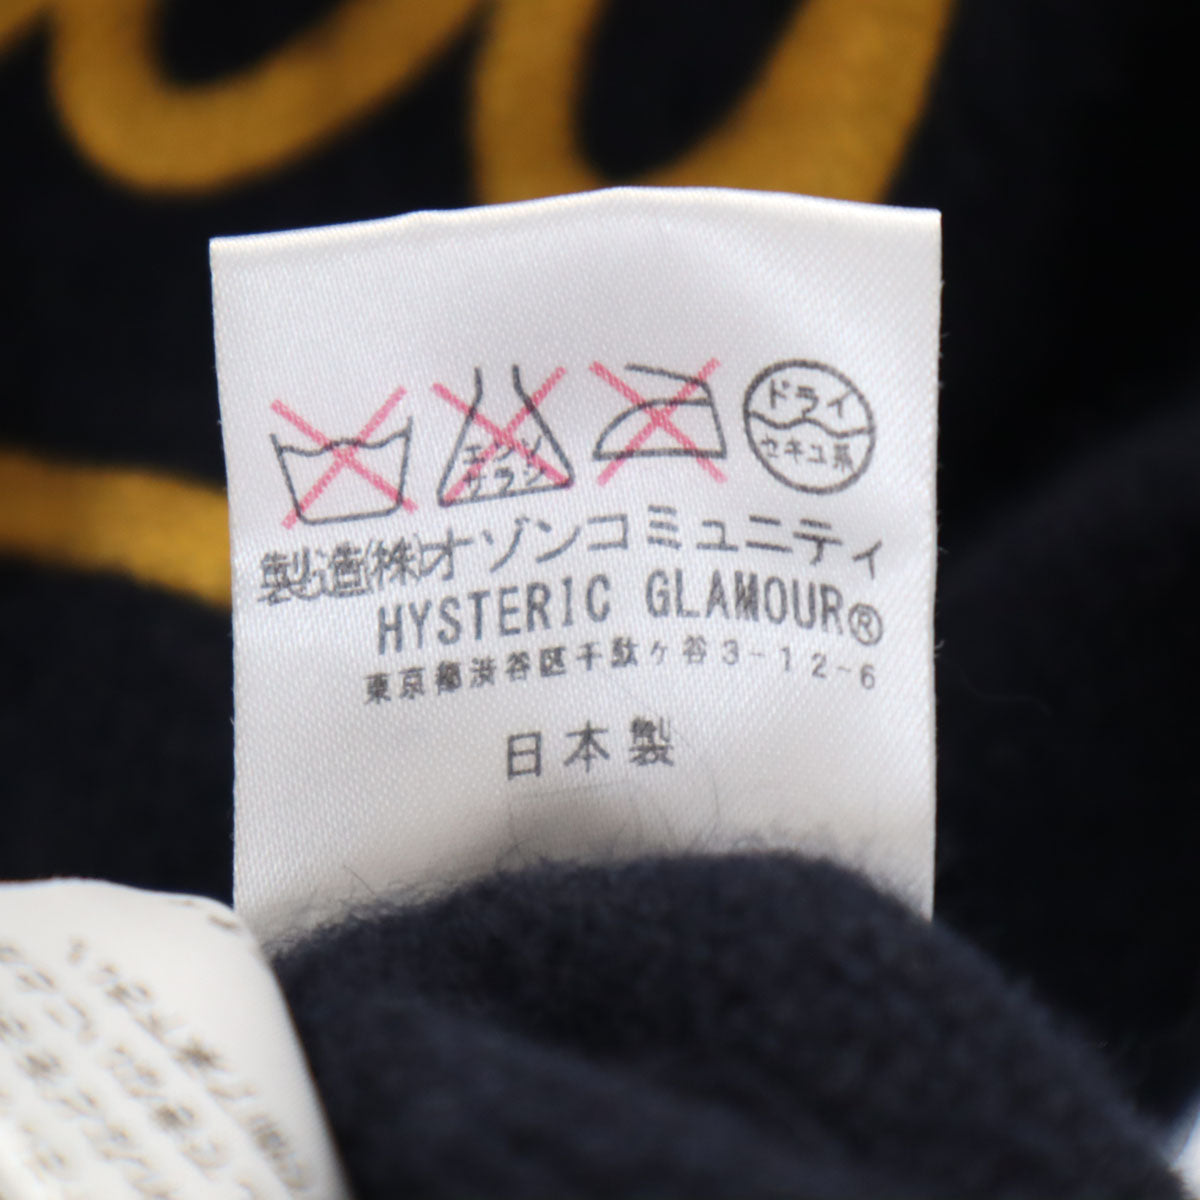 エンソ
サラシ
ドライ
セキユ系
製造(株)オゾンコミュニティ
HYSTERIC GLAMOUR®
東京都渋谷区千駄ヶ谷3-12-6
日本製